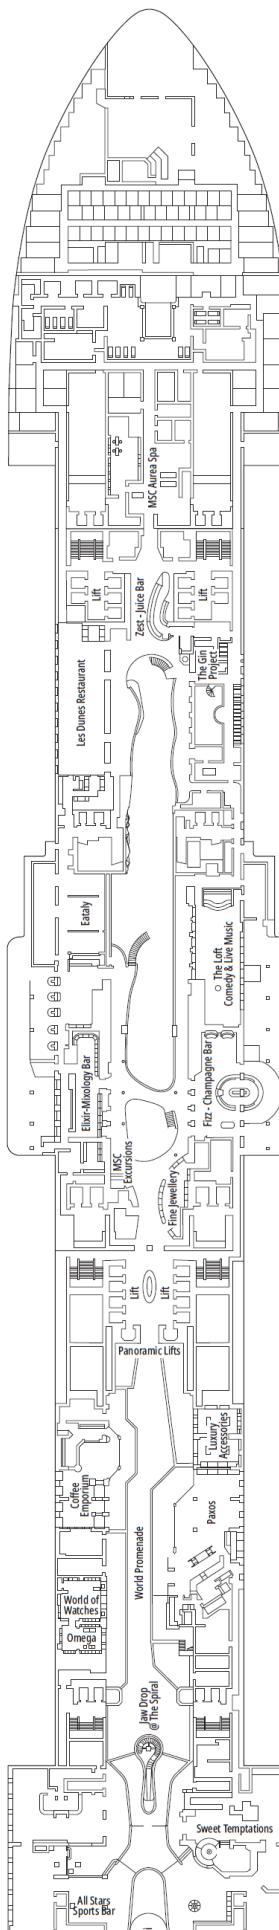 MSC Aurea Spa
Lift
Zest - Juice Bar
Lift
Les Dunes Restaurant
The Gin
Project
Eataly
The Loft
Comedy & Live Music
Elixir-Mixology Bar
Fizz - Champagne Bar
MSC
Excursions
Fine Jewellery
Lift
Lift
Panoramic Lifts
Luxury
Accessories
Coffee
Emporium
Paxos
World Promenade
World of
Watches
Omega
Jaw Drop
@ The Spiral
Sweet Temptations
All Stars
Sports Bar